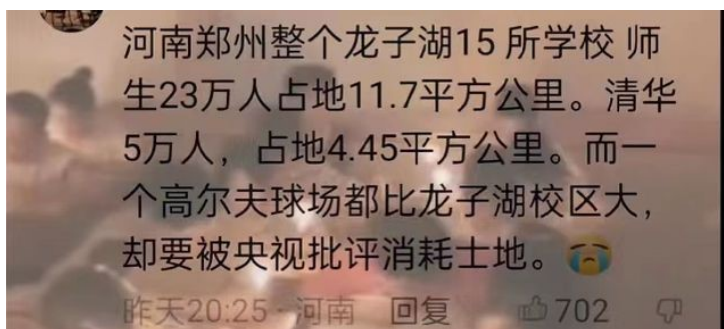 河南郑州整个龙子湖15 所学校 师
生23万人占地11.7平方公里。清华
5万人，占地4.45平方公里。而一
个高尔夫球场都比龙子湖校区大，
却要被央视批评消耗士地。😭
昨天20:25 · 河南 回复 702